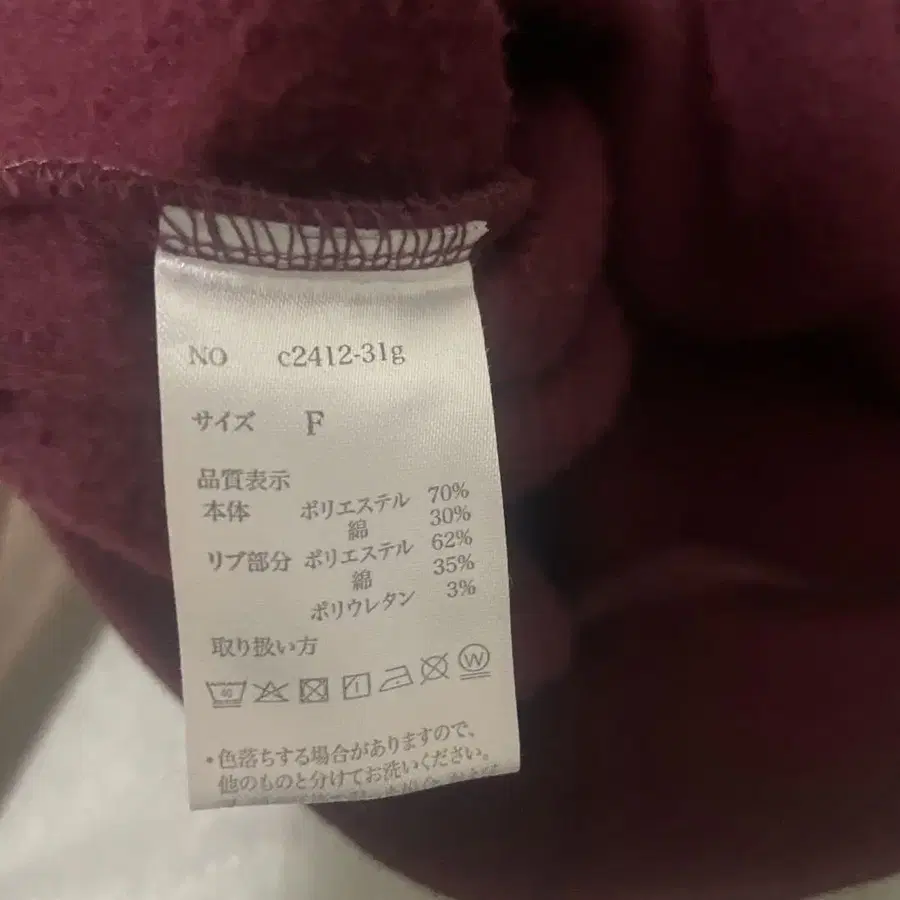 NO c2412-31g
サイズ F
品質表示
本体 ポリエステル 70%
綿 30%
リブ部分 ポリエステル 62%
綿 35%
ポリウレタン 3%
取り扱い方
40 W
・色落ちする場合がありますので、
他のものと分けてお洗いください。